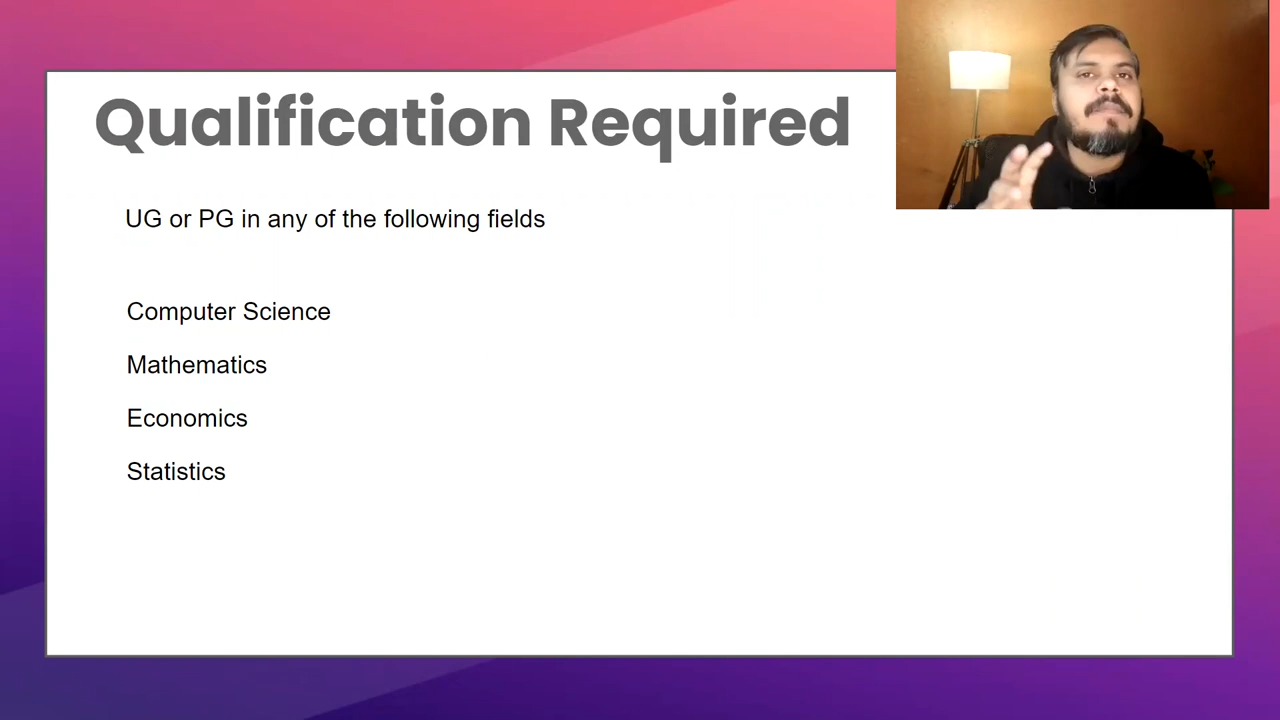 Qualification Required
UG or PG in any of the following fields
Computer Science
Mathematics
Economics
Statistics